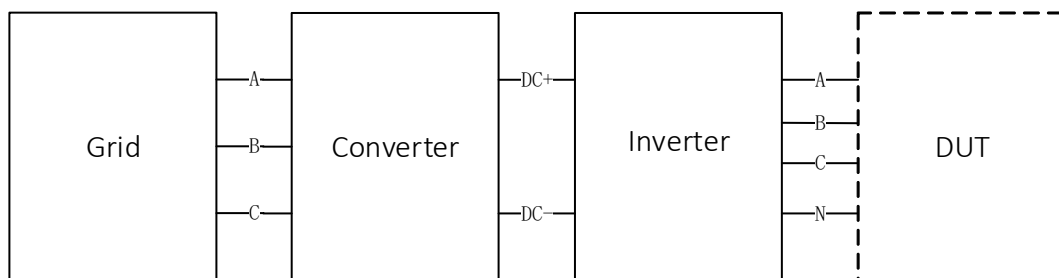 Grid
A
B
C
Converter
DC+
DC-
Inverter
A
B
C
N
DUT